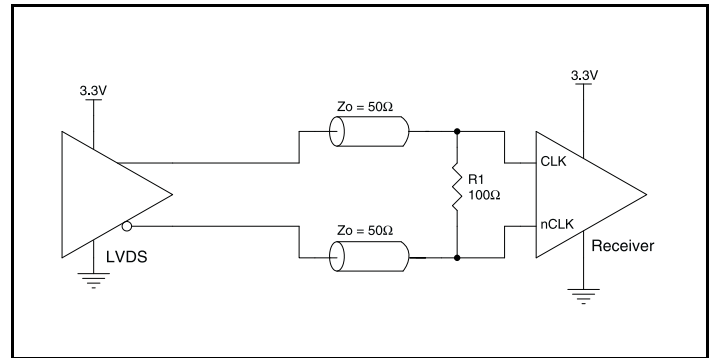 3.3V
LVDS
Zo = 50Ω
Zo = 50Ω
R1
100Ω
3.3V
CLK
nCLK
Receiver